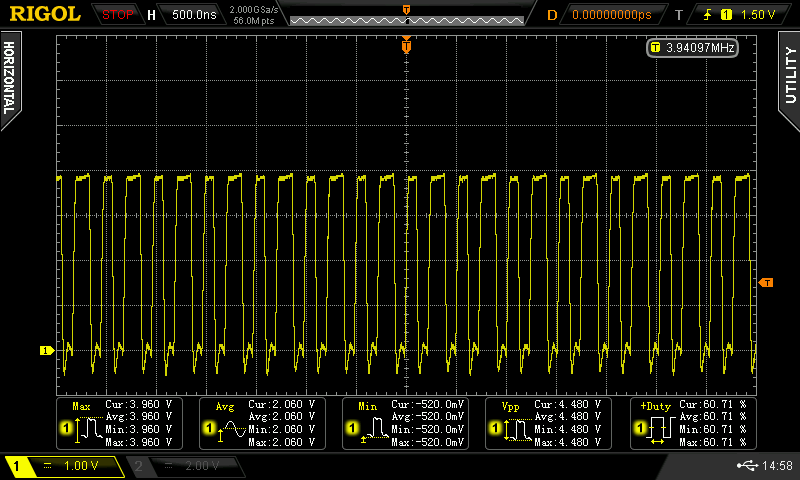 RIGOL STOP H 500.0ns 2.000GSa/s D 0.00000000ps T 1 1.50 V
56.0M pts
T
T 3.94097MHz
HORIZONTAL
UTILITY
T
1
Max Cur:3.960 V
Avg:3.960 V
1 Min:3.960 V
Max:3.960 V
Avg Cur:2.060 V
Avg:2.060 V
1 Min:2.060 V
Max:2.060 V
Min Cur:-520.0mV
Avg:-520.0mV
1 Min:-520.0mV
Max:-520.0mV
Vpp Cur:4.480 V
Avg:4.480 V
1 Min:4.480 V
Max:4.480 V
+Duty Cur:60.71 %
Avg:60.71 %
1 Min:60.71 %
Max:60.71 %
1 1.00 V 2 2.00 V 14:58